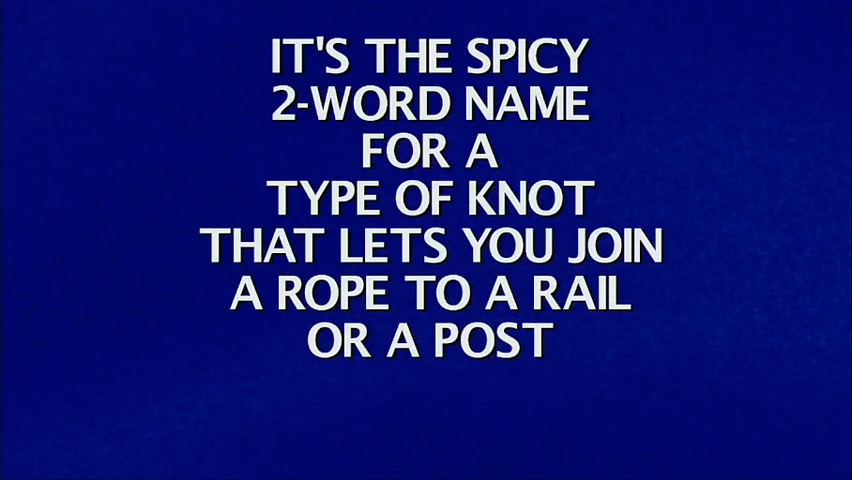 IT'S THE SPICY
2-WORD NAME
FOR A
TYPE OF KNOT
THAT LETS YOU JOIN
A ROPE TO A RAIL
OR A POST